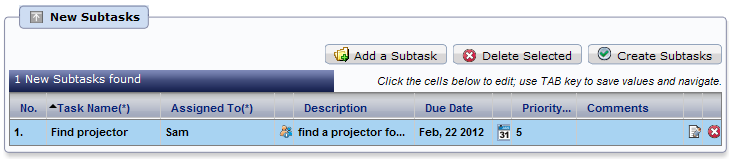 New Subtasks
Add a Subtask Delete Selected Create Subtasks
1 New Subtasks found Click the cells below to edit; use TAB key to save values and navigate.
No. Task Name(*) Assigned To(*) Description Due Date Priority... Comments
1. Find projector Sam find a projector fo... Feb, 22 2012 31 5